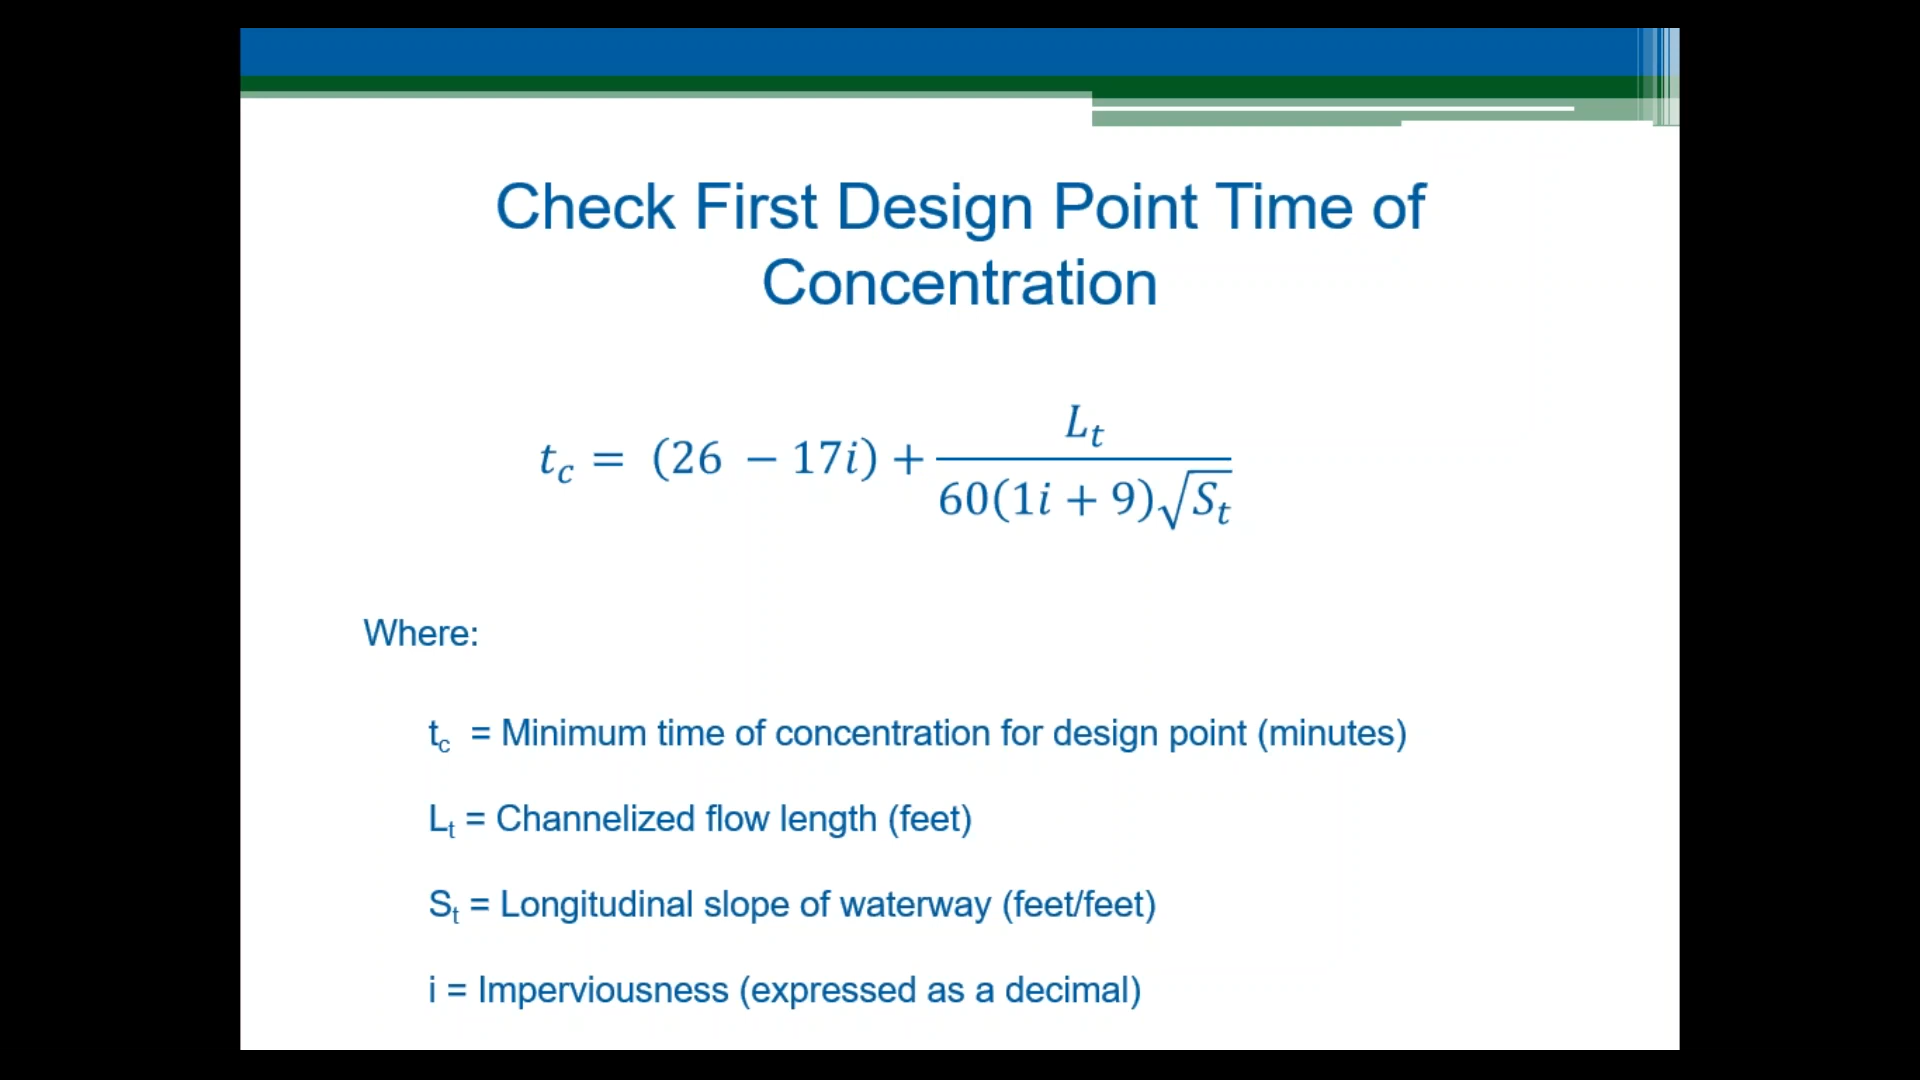 Check First Design Point Time of
Concentration
t_c = (26 − 17i) + L_t / 60(1i + 9)√S_t
Where:
t_c = Minimum time of concentration for design point (minutes)
L_t = Channelized flow length (feet)
S_t = Longitudinal slope of waterway (feet/feet)
i = Imperviousness (expressed as a decimal)